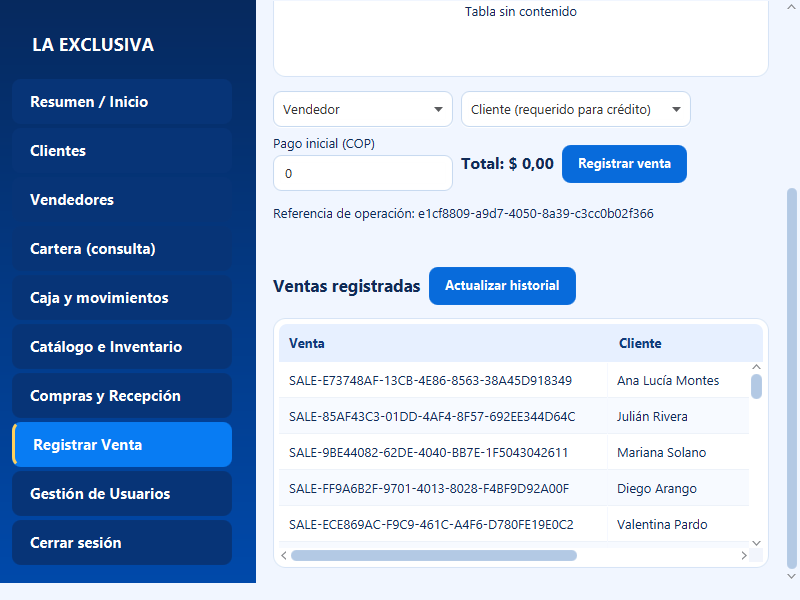 LA EXCLUSIVA
Resumen / Inicio
Clientes
Vendedores
Cartera (consulta)
Caja y movimientos
Catálogo e Inventario
Compras y Recepción
Registrar Venta
Gestión de Usuarios
Cerrar sesión
Tabla sin contenido
Vendedor
Cliente (requerido para crédito)
Pago inicial (COP)
0
Total: $ 0,00
Registrar venta
Referencia de operación: e1cf8809-a9d7-4050-8a39-c3cc0b02f366
Ventas registradas
Actualizar historial
Venta Cliente
SALE-E73748AF-13CB-4E86-8563-38A45D918349 Ana Lucía Montes
SALE-85AF43C3-01DD-4AF4-8F57-692EE344D64C Julián Rivera
SALE-9BE44082-62DE-4040-BB7E-1F5043042611 Mariana Solano
SALE-FF9A6B2F-9701-4013-8028-F4BF9D92A00F Diego Arango
SALE-ECE869AC-F9C9-461C-A4F6-D780FE19E0C2 Valentina Pardo